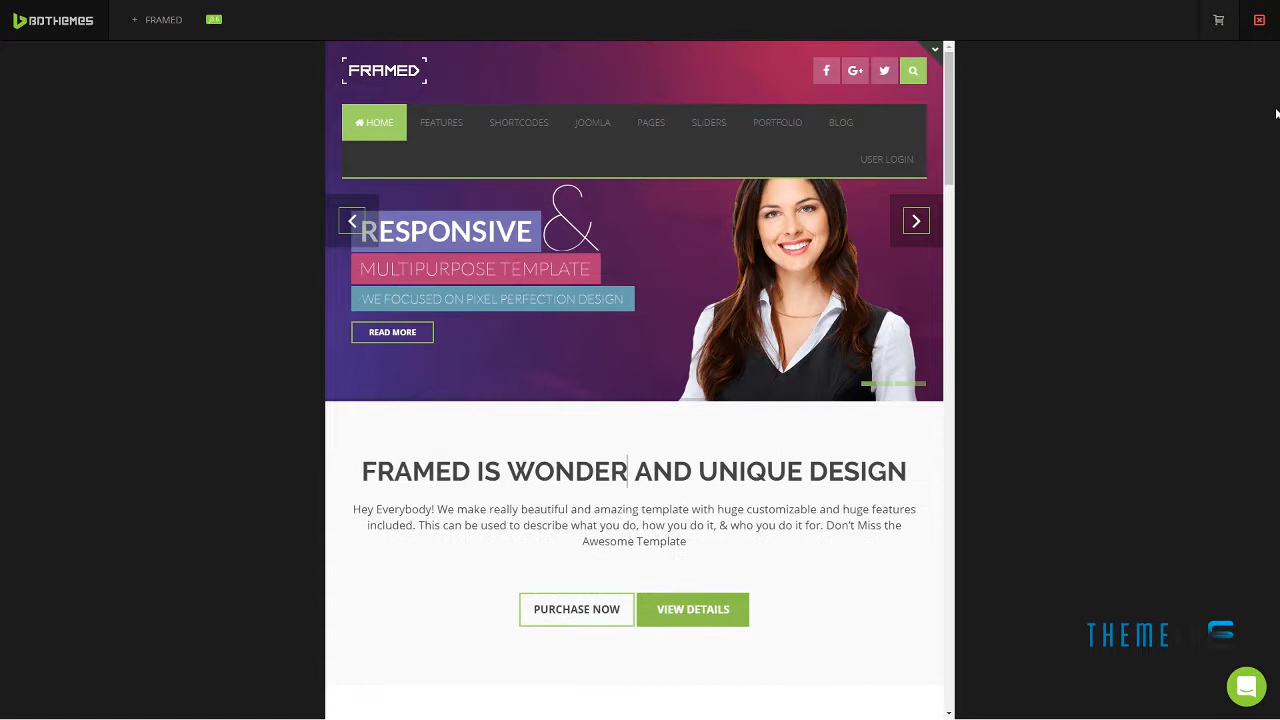 BDTHEMES
+ FRAMED
J3.6
FRAMED
HOME FEATURES SHORTCODES JOOMLA PAGES SLIDERS PORTFOLIO BLOG
USER LOGIN
RESPONSIVE &
MULTIPURPOSE TEMPLATE
WE FOCUSED ON PIXEL PERFECTION DESIGN
READ MORE
FRAMED IS WONDER AND UNIQUE DESIGN
Hey Everybody! We make really beautiful and amazing template with huge customizable and huge features
included. This can be used to describe what you do, how you do it, & who you do it for. Don't Miss the
Awesome Template
PURCHASE NOW VIEW DETAILS
THEME